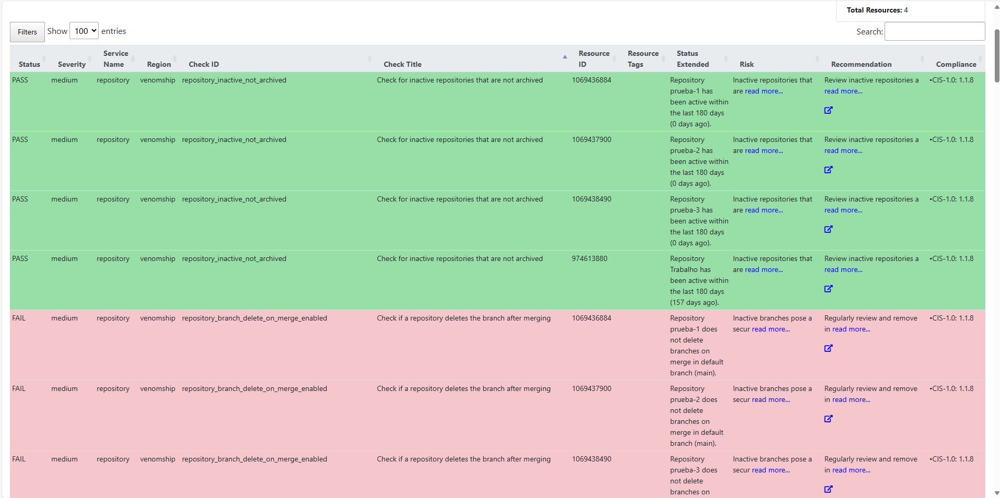 Total Resources: 4
Filters Show 100 entries Search:
Status Severity Service Name Region Check ID Check Title Resource ID Resource Tags Status Extended Risk Recommendation Compliance
PASS medium repository venomship repository_inactive_not_archived Check for inactive repositories that are not archived 1069436884 Repository Inactive repositories that Review inactive repositories a •CIS-1.0: 1.1.8
prueba-1 has are read more... read more...
been active within
the last 180 days
(0 days ago).
PASS medium repository venomship repository_inactive_not_archived Check for inactive repositories that are not archived 1069437900 Repository Inactive repositories that Review inactive repositories a •CIS-1.0: 1.1.8
prueba-2 has are read more... read more...
been active within
the last 180 days
(0 days ago).
PASS medium repository venomship repository_inactive_not_archived Check for inactive repositories that are not archived 1069438490 Repository Inactive repositories that Review inactive repositories a •CIS-1.0: 1.1.8
prueba-3 has are read more... read more...
been active within
the last 180 days
(0 days ago).
PASS medium repository venomship repository_inactive_not_archived Check for inactive repositories that are not archived 974613880 Repository Inactive repositories that Review inactive repositories a •CIS-1.0: 1.1.8
Trabalho has are read more... read more...
been active within
the last 180 days
(157 days ago).
FAIL medium repository venomship repository_branch_delete_on_merge_enabled Check if a repository deletes the branch after merging 1069436884 Repository Inactive branches pose a Regularly review and remove •CIS-1.0: 1.1.8
prueba-1 does secur read more... in read more...
not delete
branches on
merge in default
branch (main).
FAIL medium repository venomship repository_branch_delete_on_merge_enabled Check if a repository deletes the branch after merging 1069437900 Repository Inactive branches pose a Regularly review and remove •CIS-1.0: 1.1.8
prueba-2 does secur read more... in read more...
not delete
branches on
merge in default
branch (main).
FAIL medium repository venomship repository_branch_delete_on_merge_enabled Check if a repository deletes the branch after merging 1069438490 Repository Inactive branches pose a Regularly review and remove •CIS-1.0: 1.1.8
prueba-3 does secur read more... in read more...
not delete
branches on